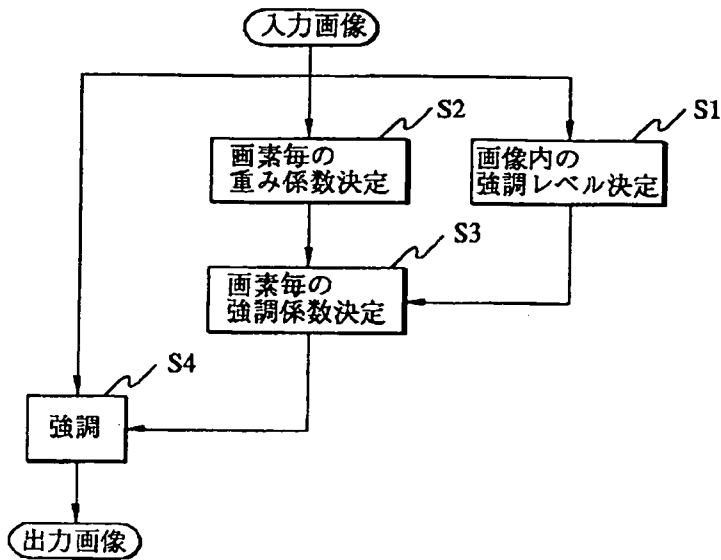 入力画像
S2
S1
画素毎の
重み係数決定
画像内の
強調レベル決定
S3
画素毎の
強調係数決定
S4
強調
出力画像